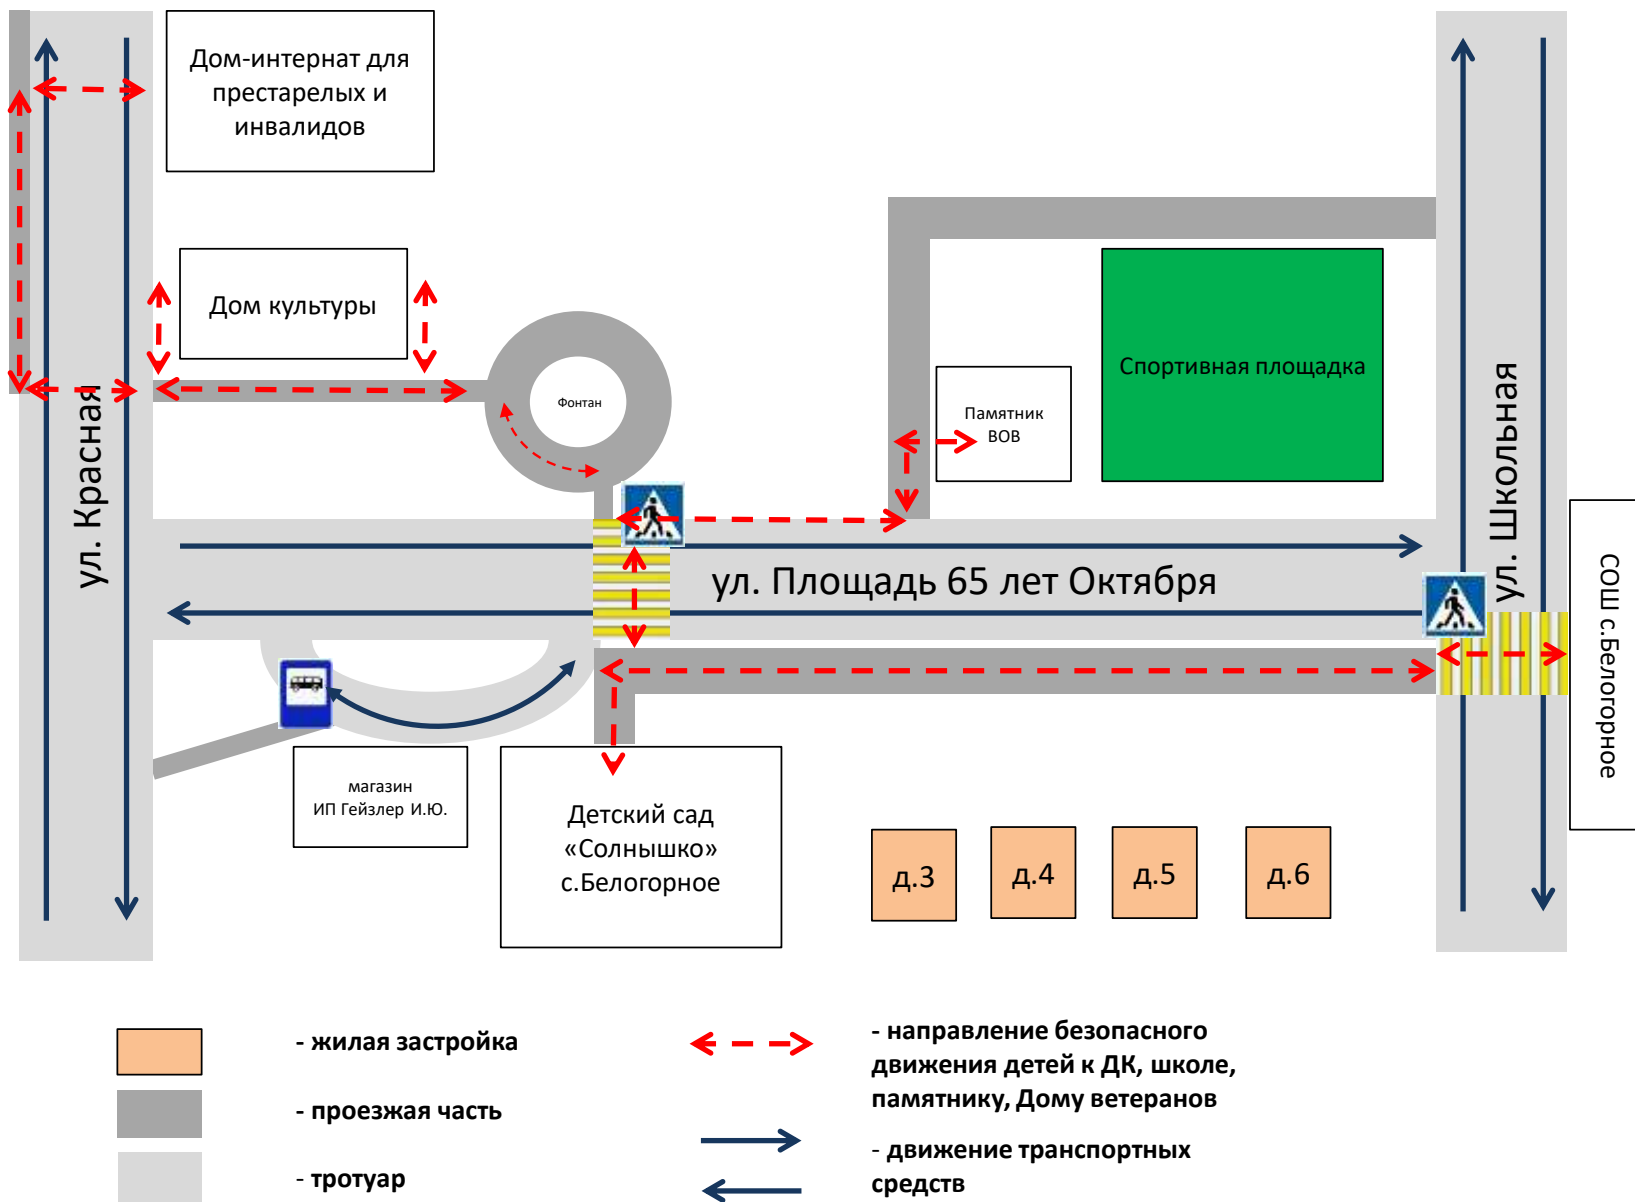 Дом-интернат для
престарелых и
инвалидов
Дом культуры
Фонтан
Памятник
ВОВ
Спортивная площадка
ул. Красная
ул. Школьная
ул. Площадь 65 лет Октября
СОШ с.Белогорное
магазин
ИП Гейзлер И.Ю.
Детский сад
«Солнышко»
с.Белогорное
д.3
д.4
д.5
д.6
- жилая застройка
- проезжая часть
- тротуар
- направление безопасного
движения детей к ДК, школе,
памятнику, Дому ветеранов
- движение транспортных
средств